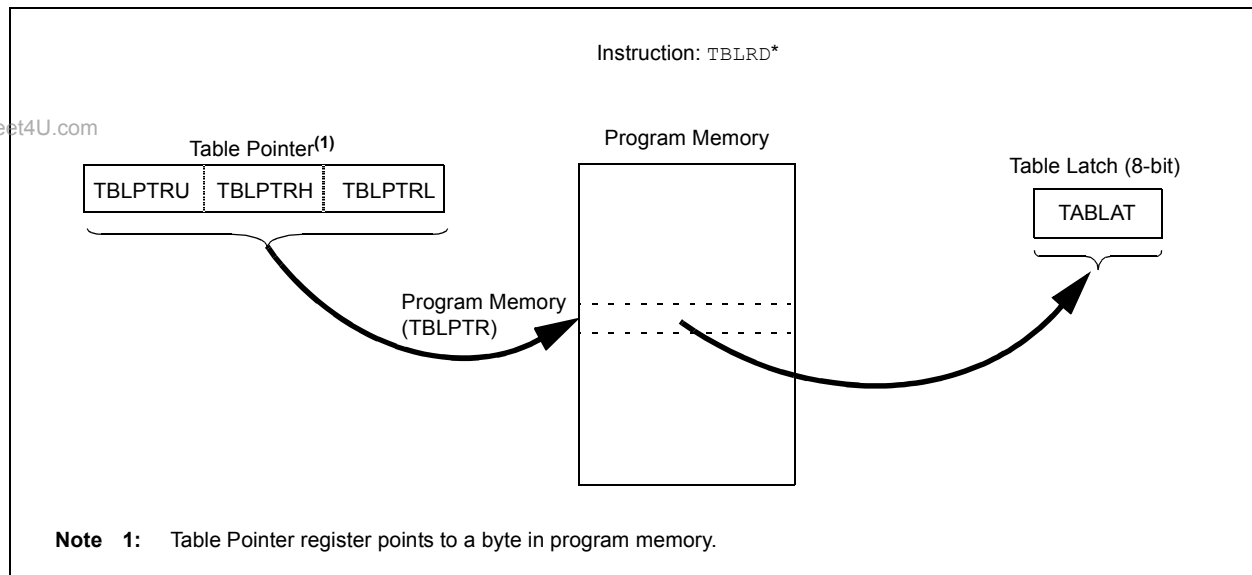 Instruction: TBLRD*
eet4U.com
Table Pointer(1)
TBLPTRU TBLPTRH TBLPTRL
Program Memory
Table Latch (8-bit)
TABLAT
Program Memory
(TBLPTR)
Note 1: Table Pointer register points to a byte in program memory.